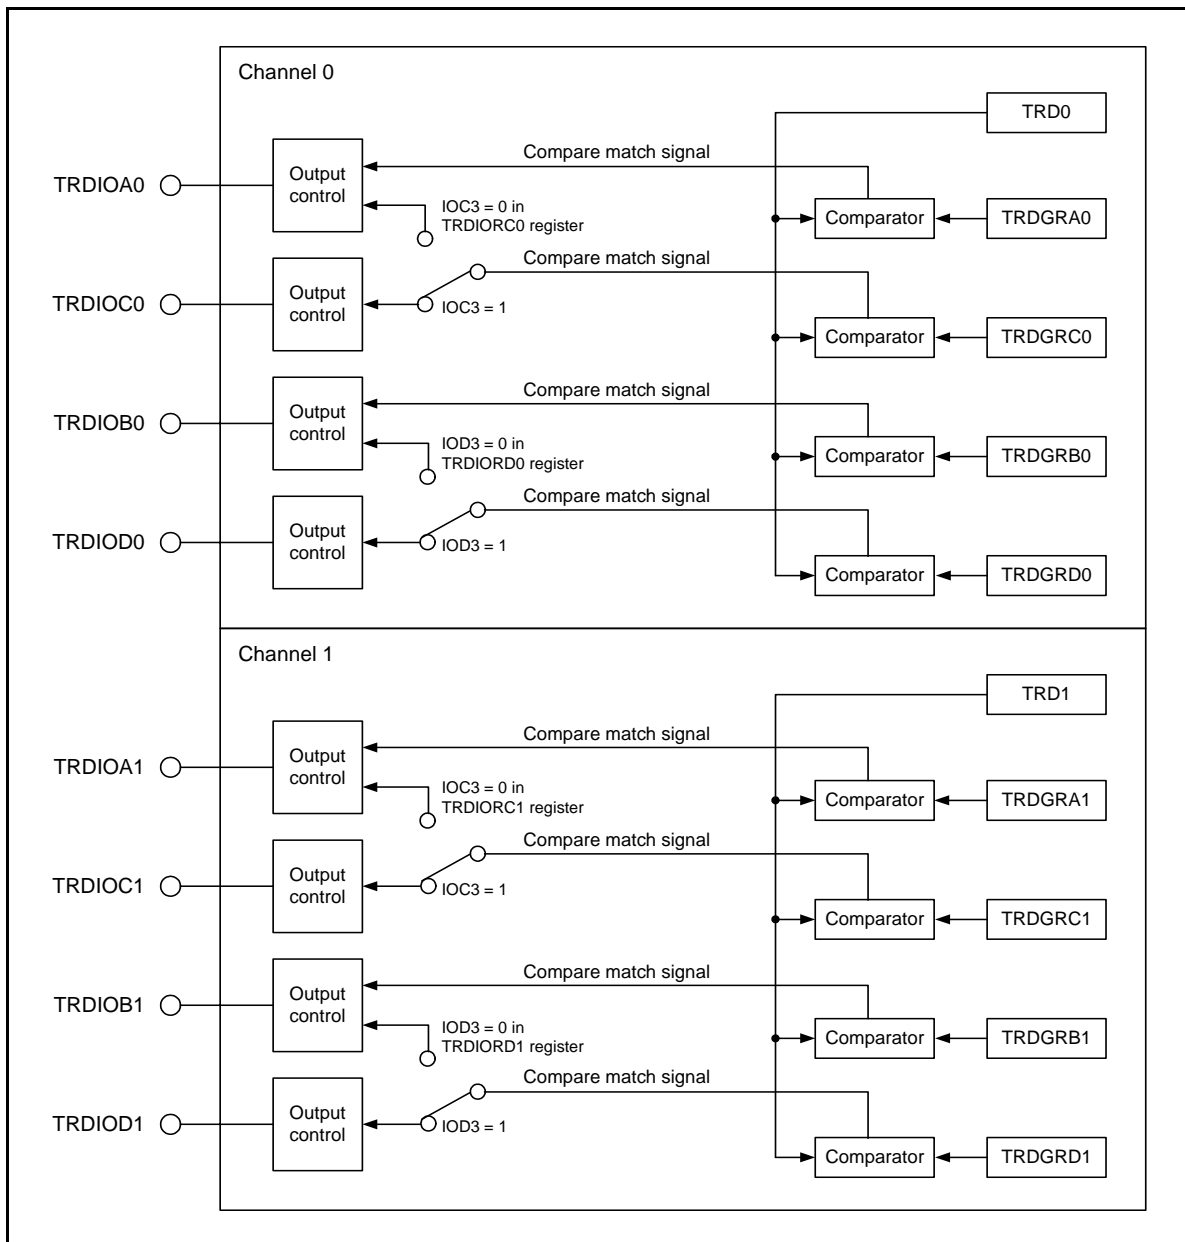 Channel 0
TRD0
Compare match signal
TRDIOA0
Output
control
IOC3 = 0 in
TRDIORC0 register
Comparator
TRDGRA0
Compare match signal
TRDIOC0
Output
control
IOC3 = 1
Comparator
TRDGRC0
Compare match signal
TRDIOB0
Output
control
IOD3 = 0 in
TRDIORD0 register
Comparator
TRDGRB0
Compare match signal
TRDIOD0
Output
control
IOD3 = 1
Comparator
TRDGRD0
Channel 1
TRD1
Compare match signal
TRDIOA1
Output
control
IOC3 = 0 in
TRDIORC1 register
Comparator
TRDGRA1
Compare match signal
TRDIOC1
Output
control
IOC3 = 1
Comparator
TRDGRC1
Compare match signal
TRDIOB1
Output
control
IOD3 = 0 in
TRDIORD1 register
Comparator
TRDGRB1
Compare match signal
TRDIOD1
Output
control
IOD3 = 1
Comparator
TRDGRD1